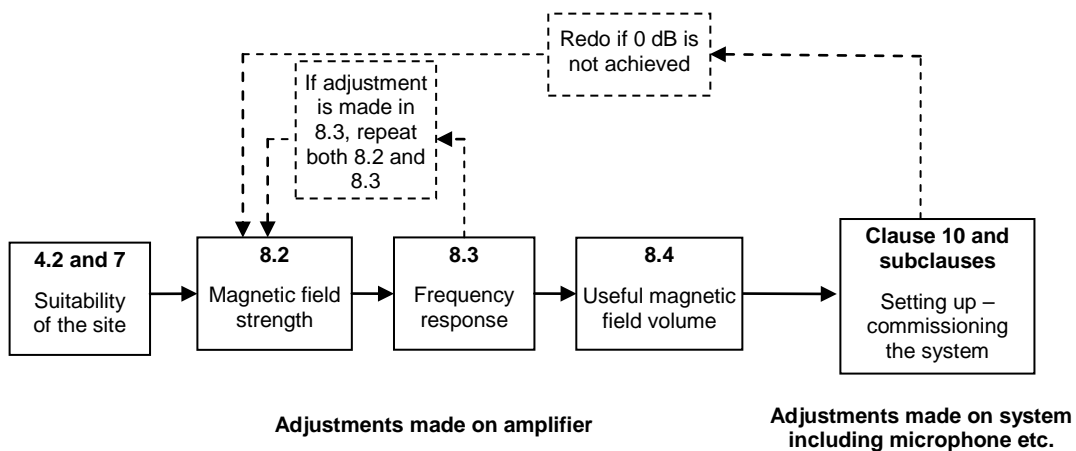 Redo if 0 dB is
not achieved
If adjustment
is made in
8.3, repeat
both 8.2 and
8.3
4.2 and 7
Suitability
of the site
8.2
Magnetic field
strength
8.3
Frequency
response
8.4
Useful magnetic
field volume
Clause 10 and
subclauses
Setting up –
commissioning
the system
Adjustments made on amplifier
Adjustments made on system
including microphone etc.